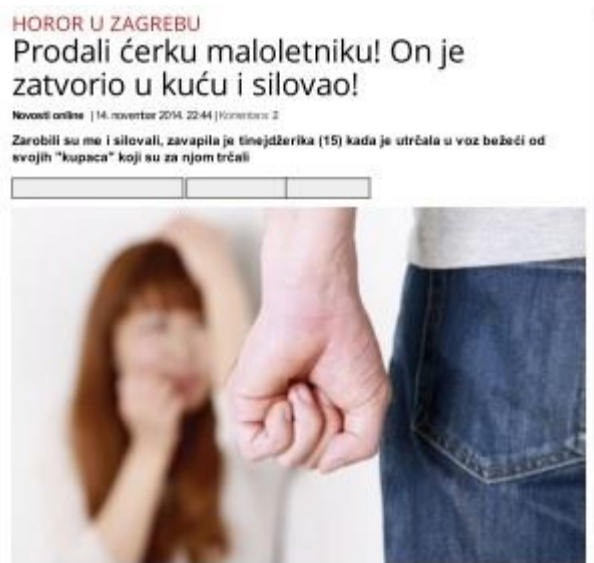 HOROR U ZAGREBU
Prodali ćerku maloletniku! On je
zatvorio u kuću i silovao!
Novosti online | 14. novembar 2014. 22:44 | Komentara: 2
Zarobili su me i silovali, zavapila je tinejdžerika (15) kada je utrčala u voz bežeći od
svojih "kupaca" koji su za njom trčali